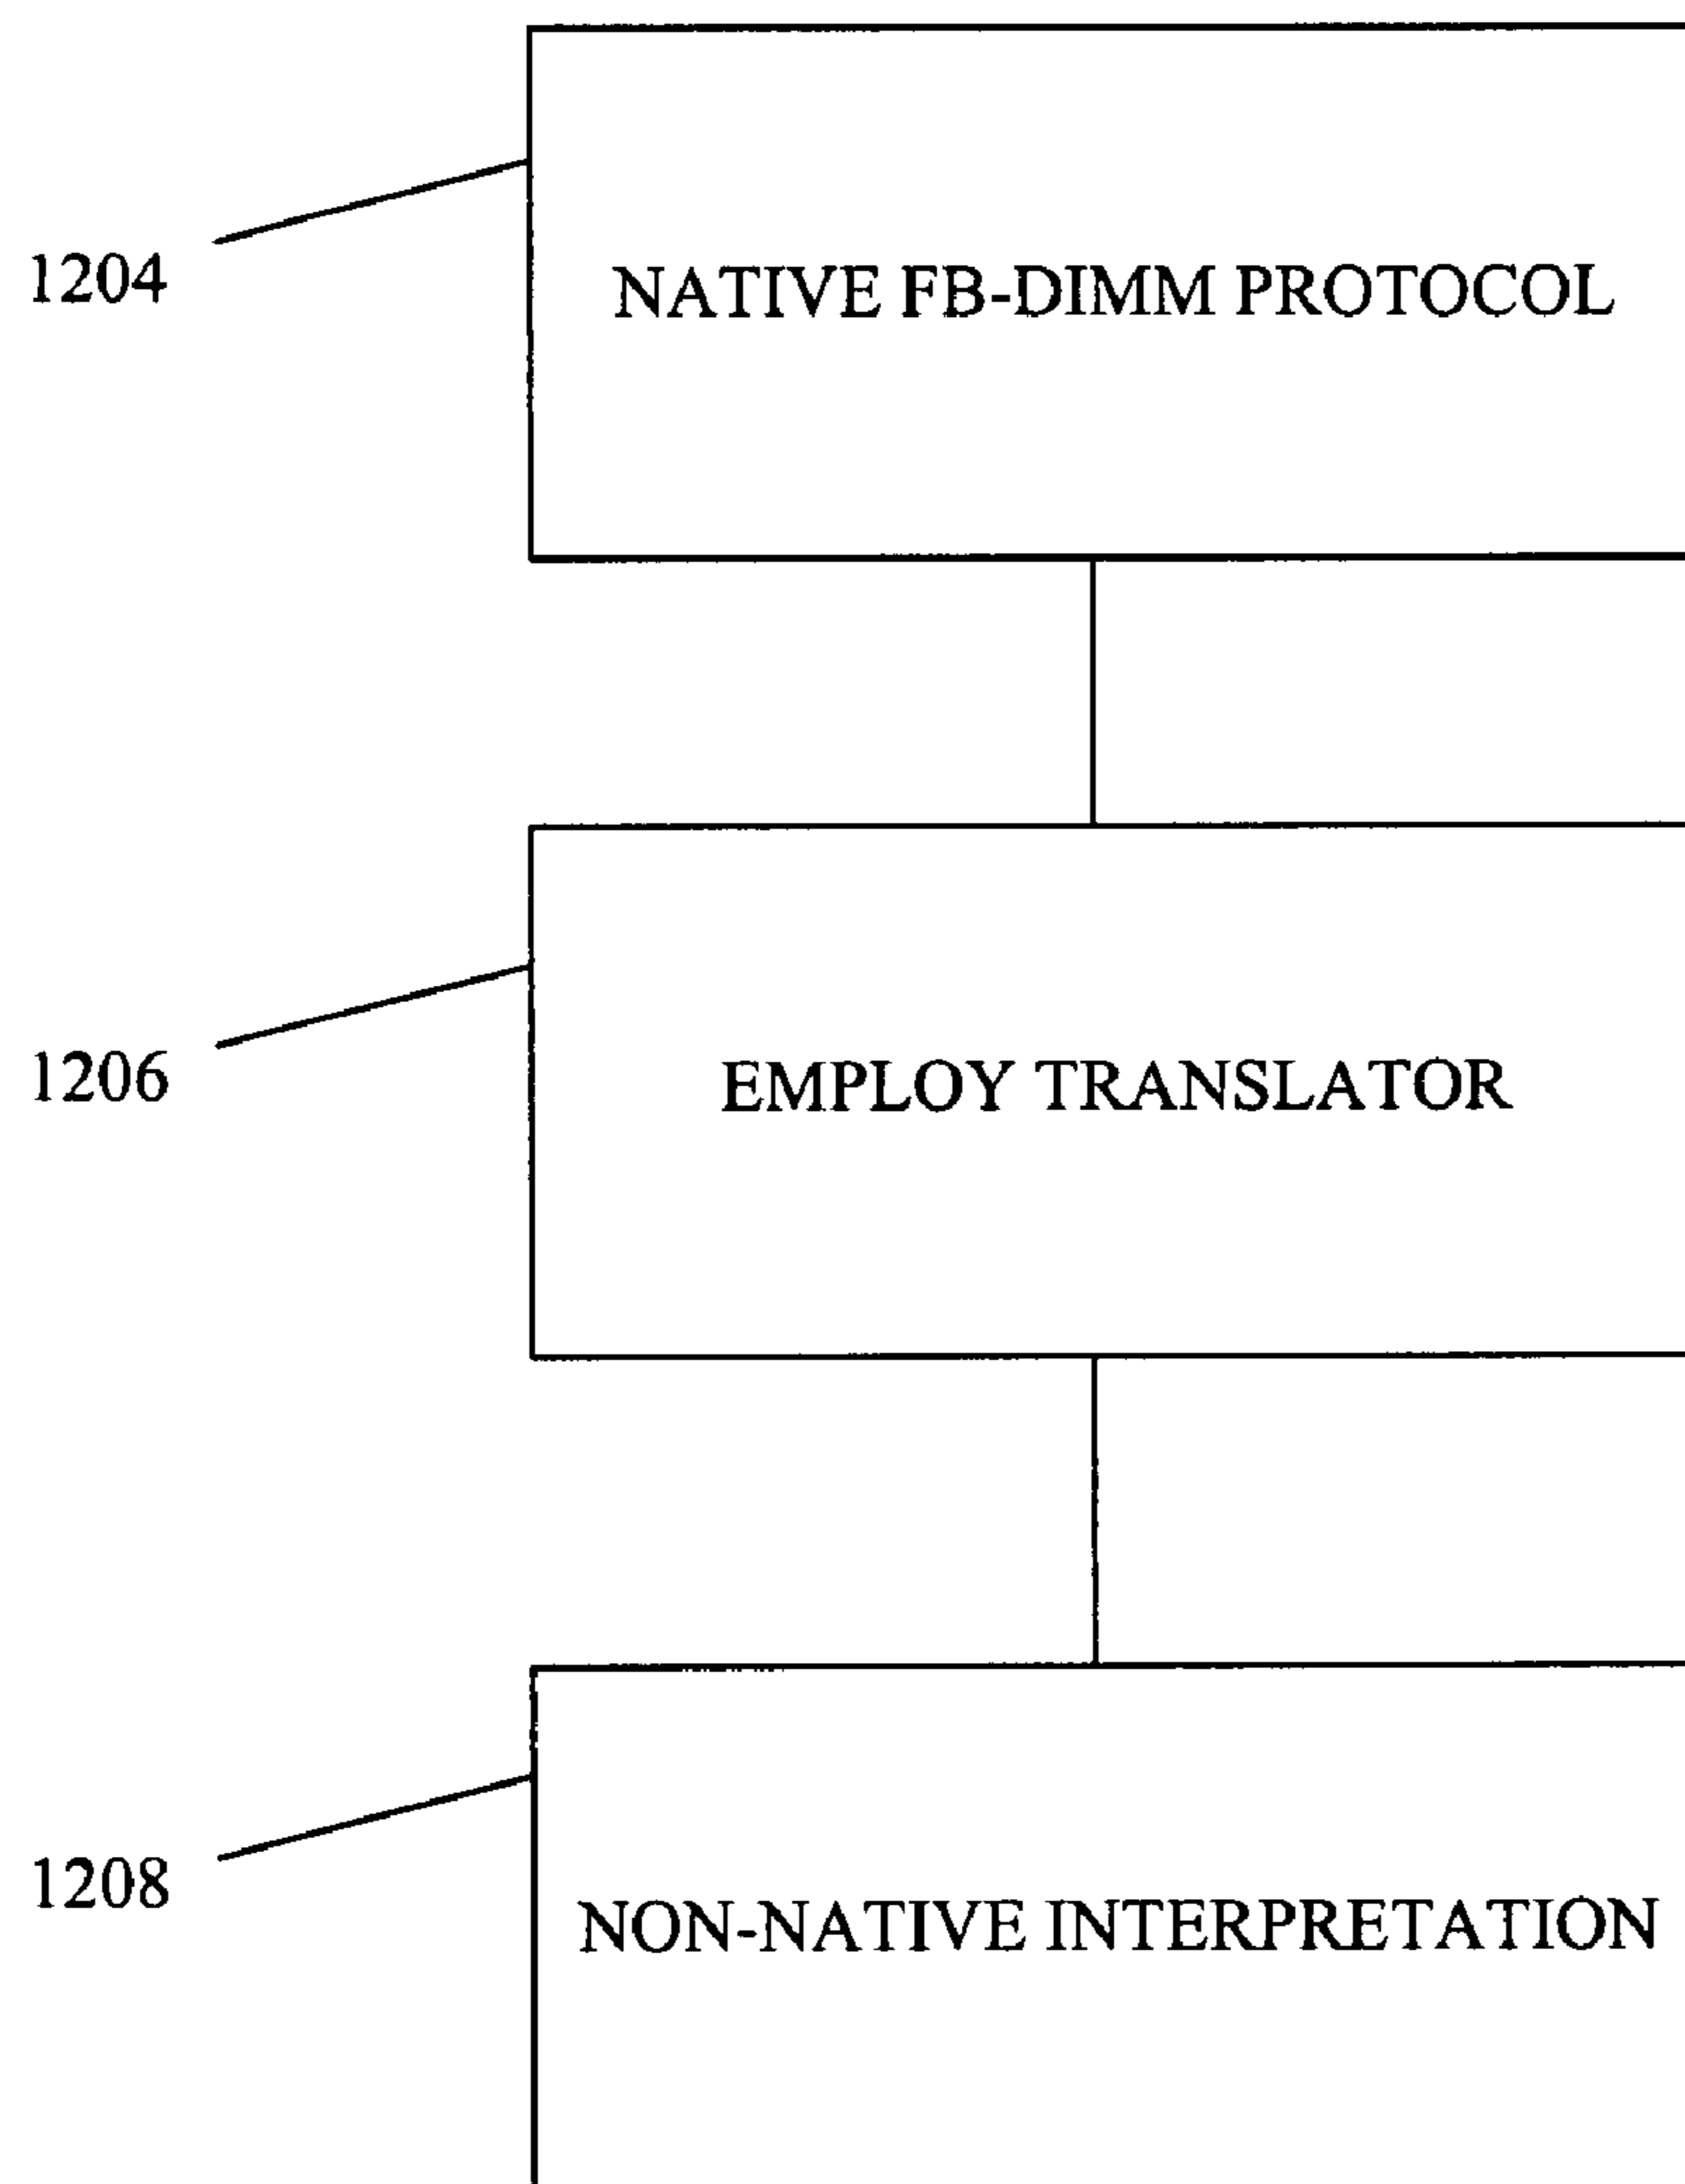 1204
NATIVE FB-DIMM PROTOCOL
1206
EMPLOY TRANSLATOR
1208
NON-NATIVE INTERPRETATION